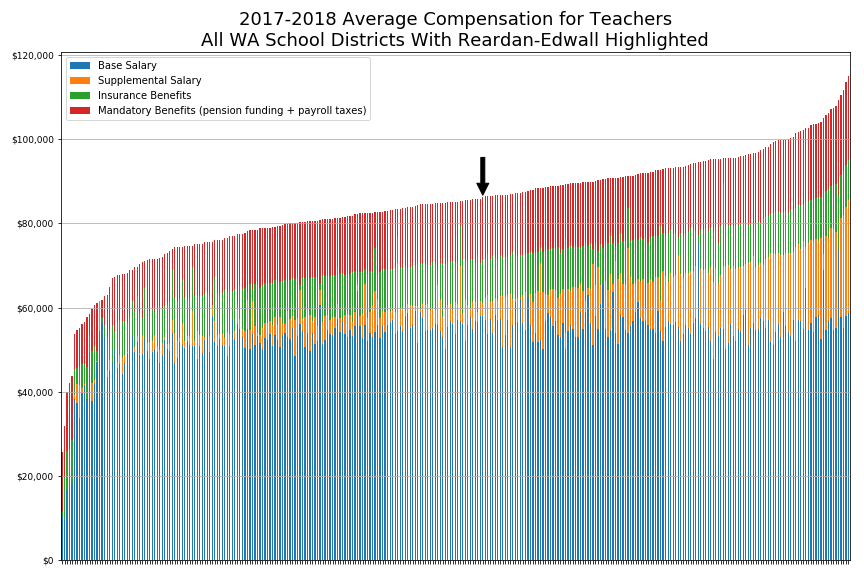 2017-2018 Average Compensation for Teachers
All WA School Districts With Reardan-Edwall Highlighted
$120,000
Base Salary
Supplemental Salary
Insurance Benefits
Mandatory Benefits (pension funding + payroll taxes)
$100,000
$80,000
$60,000
$40,000
$20,000
$0